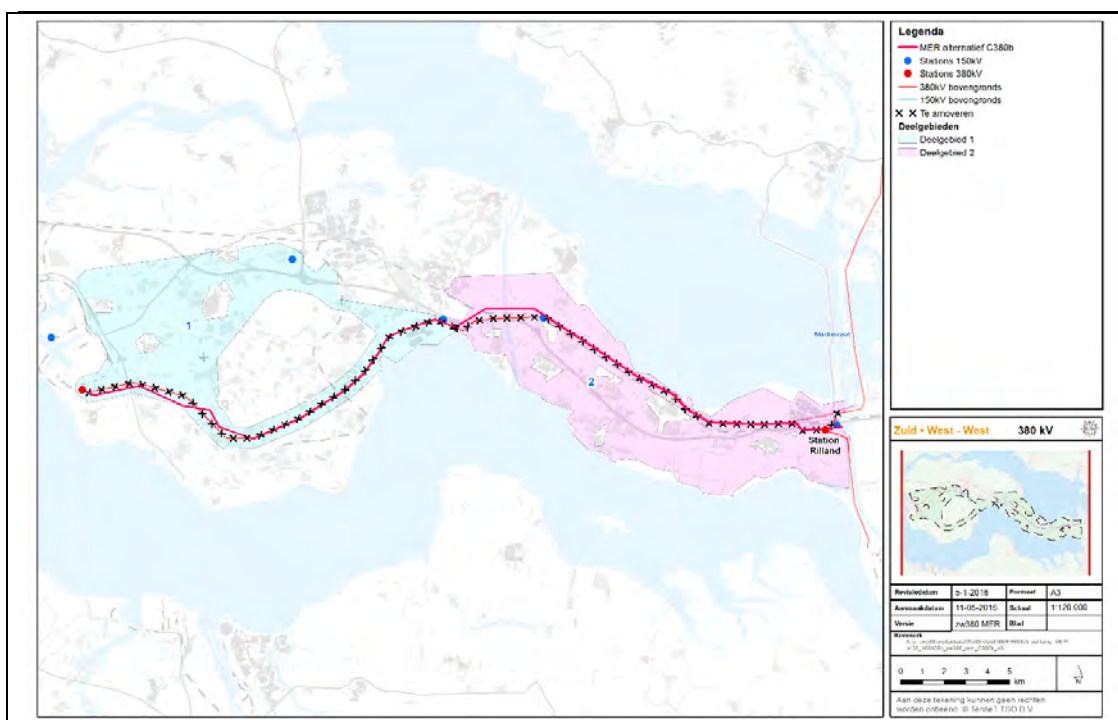 Legenda
MER alternatief C380b
Stations 150kV
Stations 380kV
380kV bovengronds
150kV bovengronds
Te amoveren
Deelgebieden
Deelgebied 1
Deelgebied 2
1
2
Station
Rilland
Zuid • West - West 380 kV
Revisiedatum 5-1-2016 Formaat A3
Aanmaakdatum 11-05-2015 Schaal 1:120.000
Versie zw380 MER Blad
Kenmerk
0 1 2 3 4 5
km
N
Aan deze tekening kunnen geen rechten
worden ontleend. © TenneT TSO B.V.